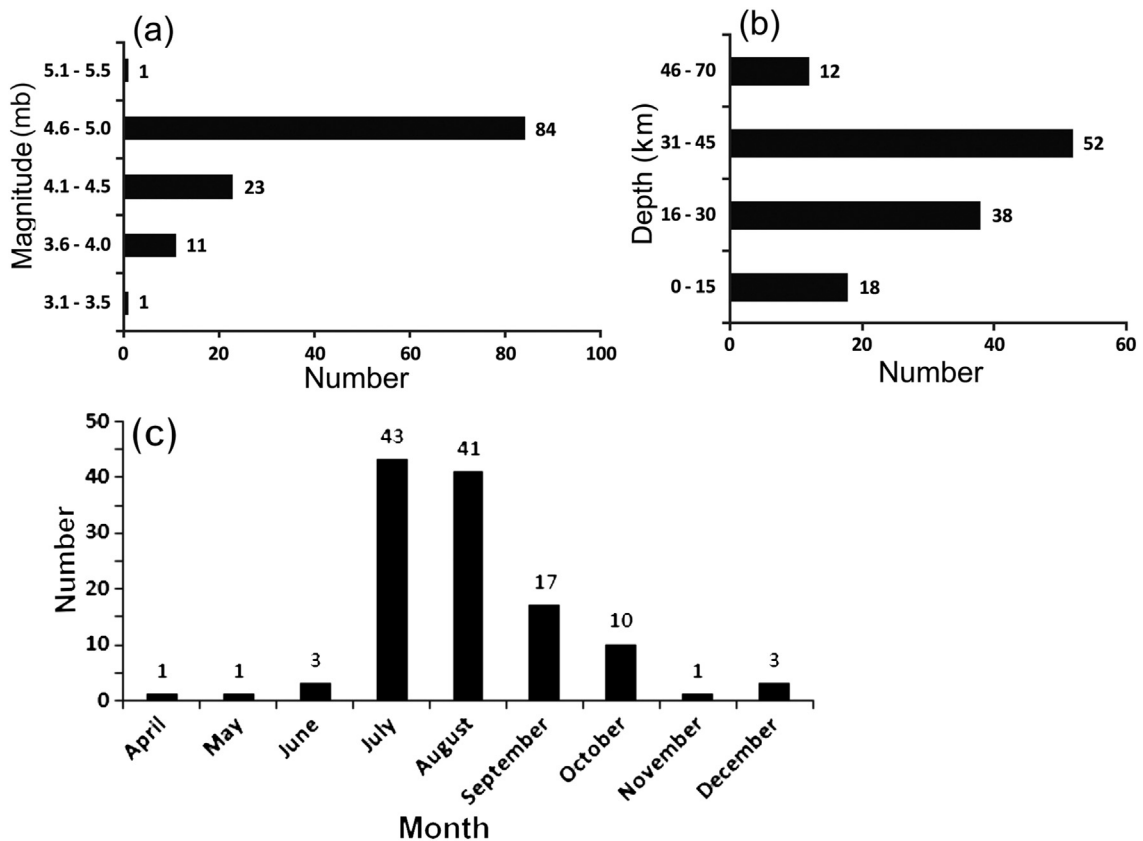 (a)
Magnitude (mb)
5.1 - 5.5
1
4.6 - 5.0
84
4.1 - 4.5
23
3.6 - 4.0
11
3.1 - 3.5
1
0 20 40 60 80 100
Number
(b)
Depth (km)
46 - 70
12
31 - 45
52
16 - 30
38
0 - 15
18
0 20 40 60
Number
(c)
Number
50
40
30
20
10
0
1 1 3 43 41 17 10 1 3
April May June July August September October November December
Month